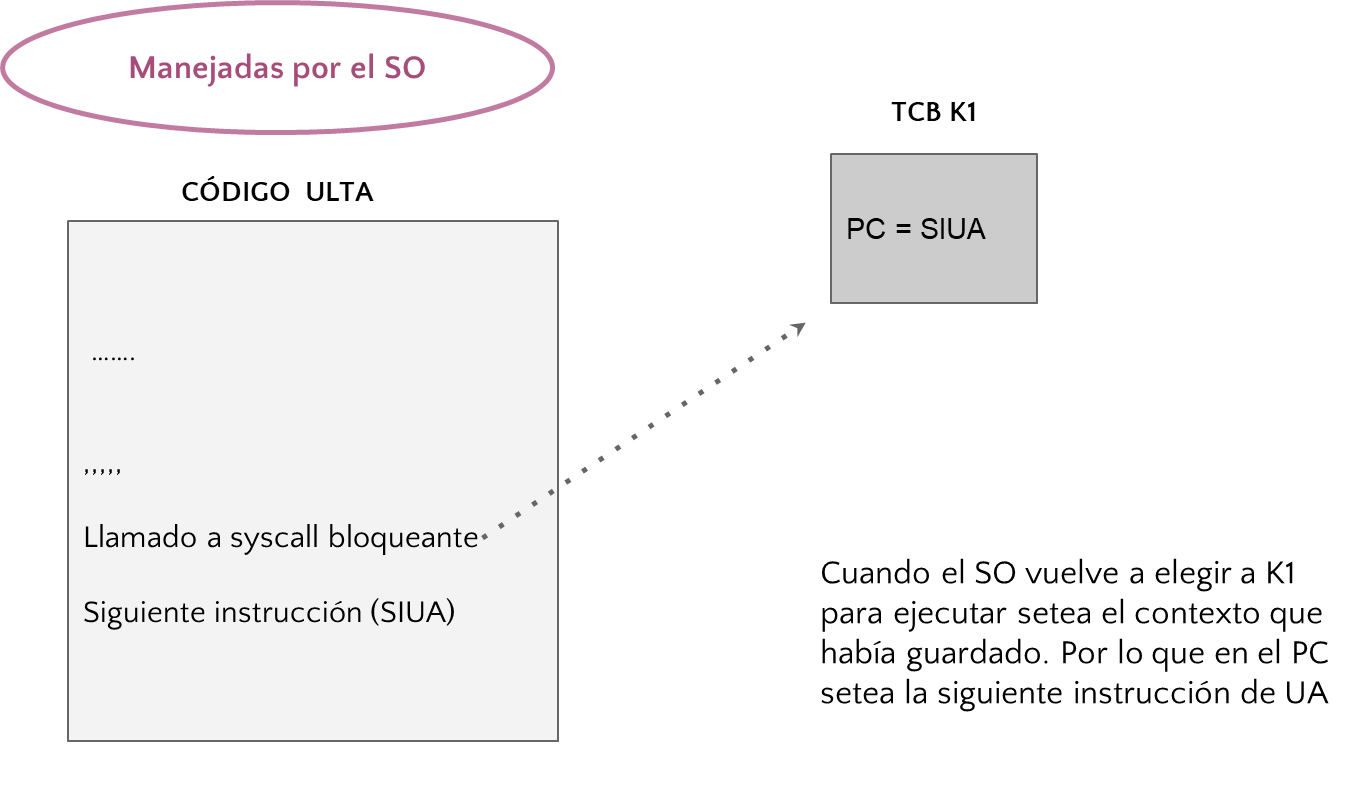 Manejadas por el SO
TCB K1
CÓDIGO ULTA
PC = SIUA
.......
,,,,,
Llamado a syscall bloqueante
Siguiente instrucción (SIUA)
Cuando el SO vuelve a elegir a K1
para ejecutar setea el contexto que
había guardado. Por lo que en el PC
setea la siguiente instrucción de UA